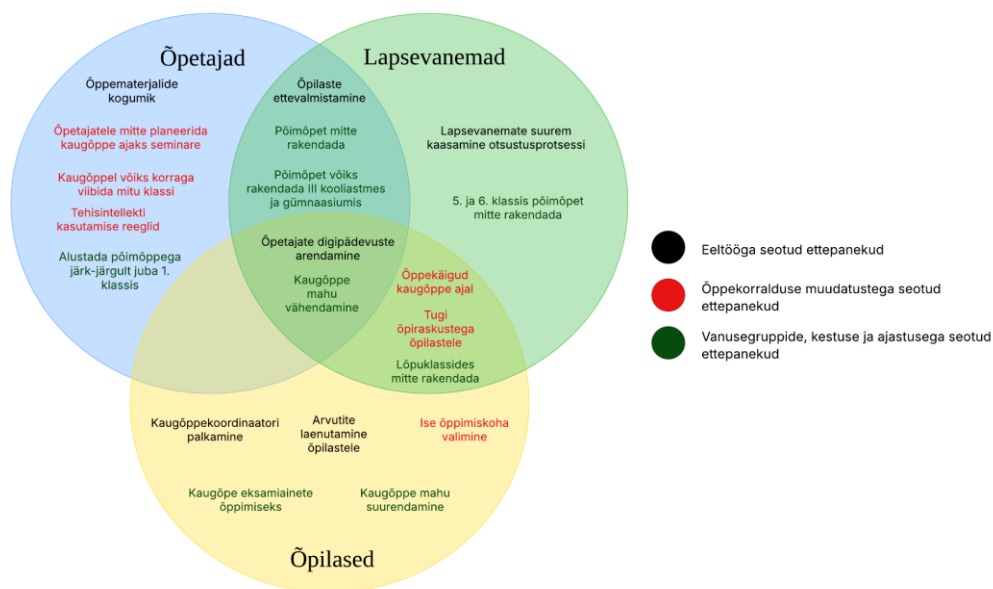 Õpetajad
Lapsevanemad
Õppematerjalide
kogumik
Õpetajatele mitte planeerida
kaugõppe ajaks seminare
Kaugõppel võiks korraga
viibida mitu klassi
Tehisintellekti
kasutamise reeglid
Alustada põimõppega
järk-järgult juba 1.
klassis
Õpilaste
ettevalmistamine
Põimõpet mitte
rakendada
Põimõpet võiks
rakendada III kooliastmes
ja gümnaasiumis
Lapsevanemate suurem
kaasamine otsustusprotsessi
5. ja 6. klassis põimõpet
mitte rakendada
Õpetajate digipädevuste
arendamine
Kaugõppe
mahu
vähendamine
Õppekäigud
kaugõppe ajal
Tugi
õpiraskustega
õpilastele
Lõpuklassides
mitte rakendada
Kaugõppekoordinaatori
palkamine
Arvutite
laenutamine
õpilastele
Ise õppimiskoha
valimine
Kaugõpe eksamiainete
õppimiseks
Kaugõppe mahu
suurendamine
Õpilased
Eeltööga seotud ettepanekud
Õppekorralduse muudatustega seotud
ettepanekud
Vanusegruppide, kestuse ja ajastusega seotud
ettepanekud